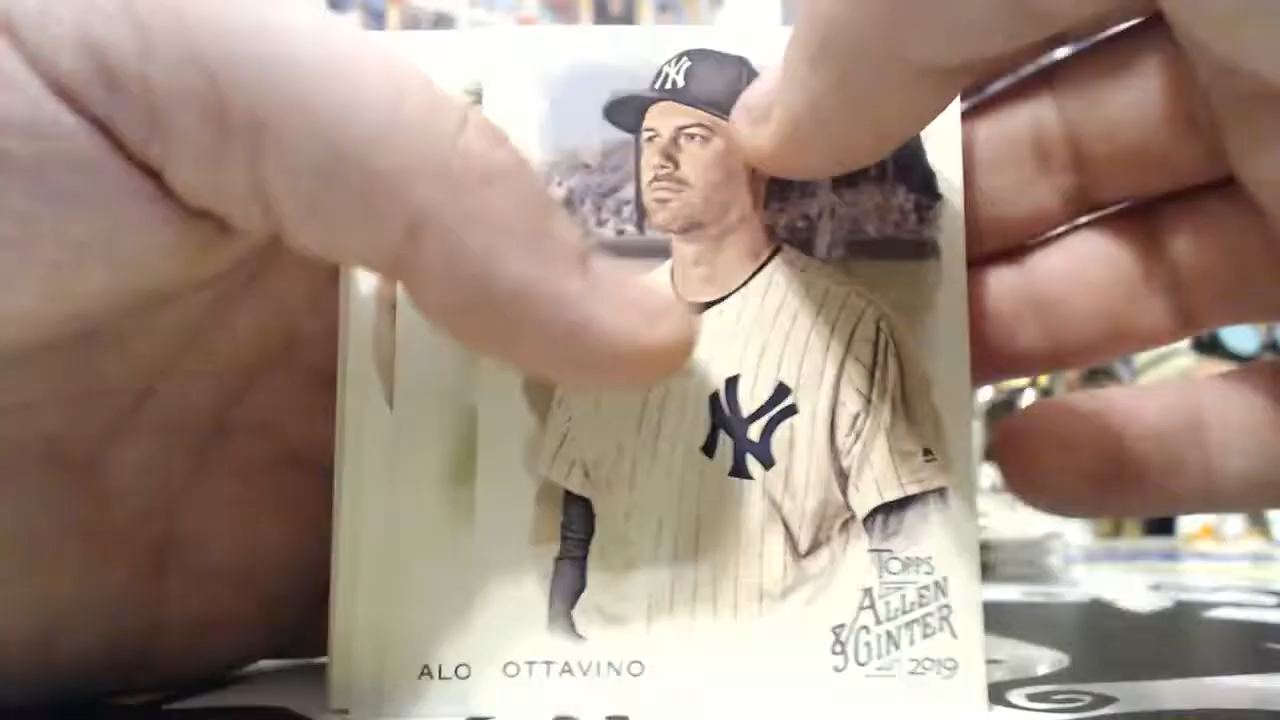 NY
NY
ALO OTTAVINO
TOPPS
ALLEN
& GINTER
2019